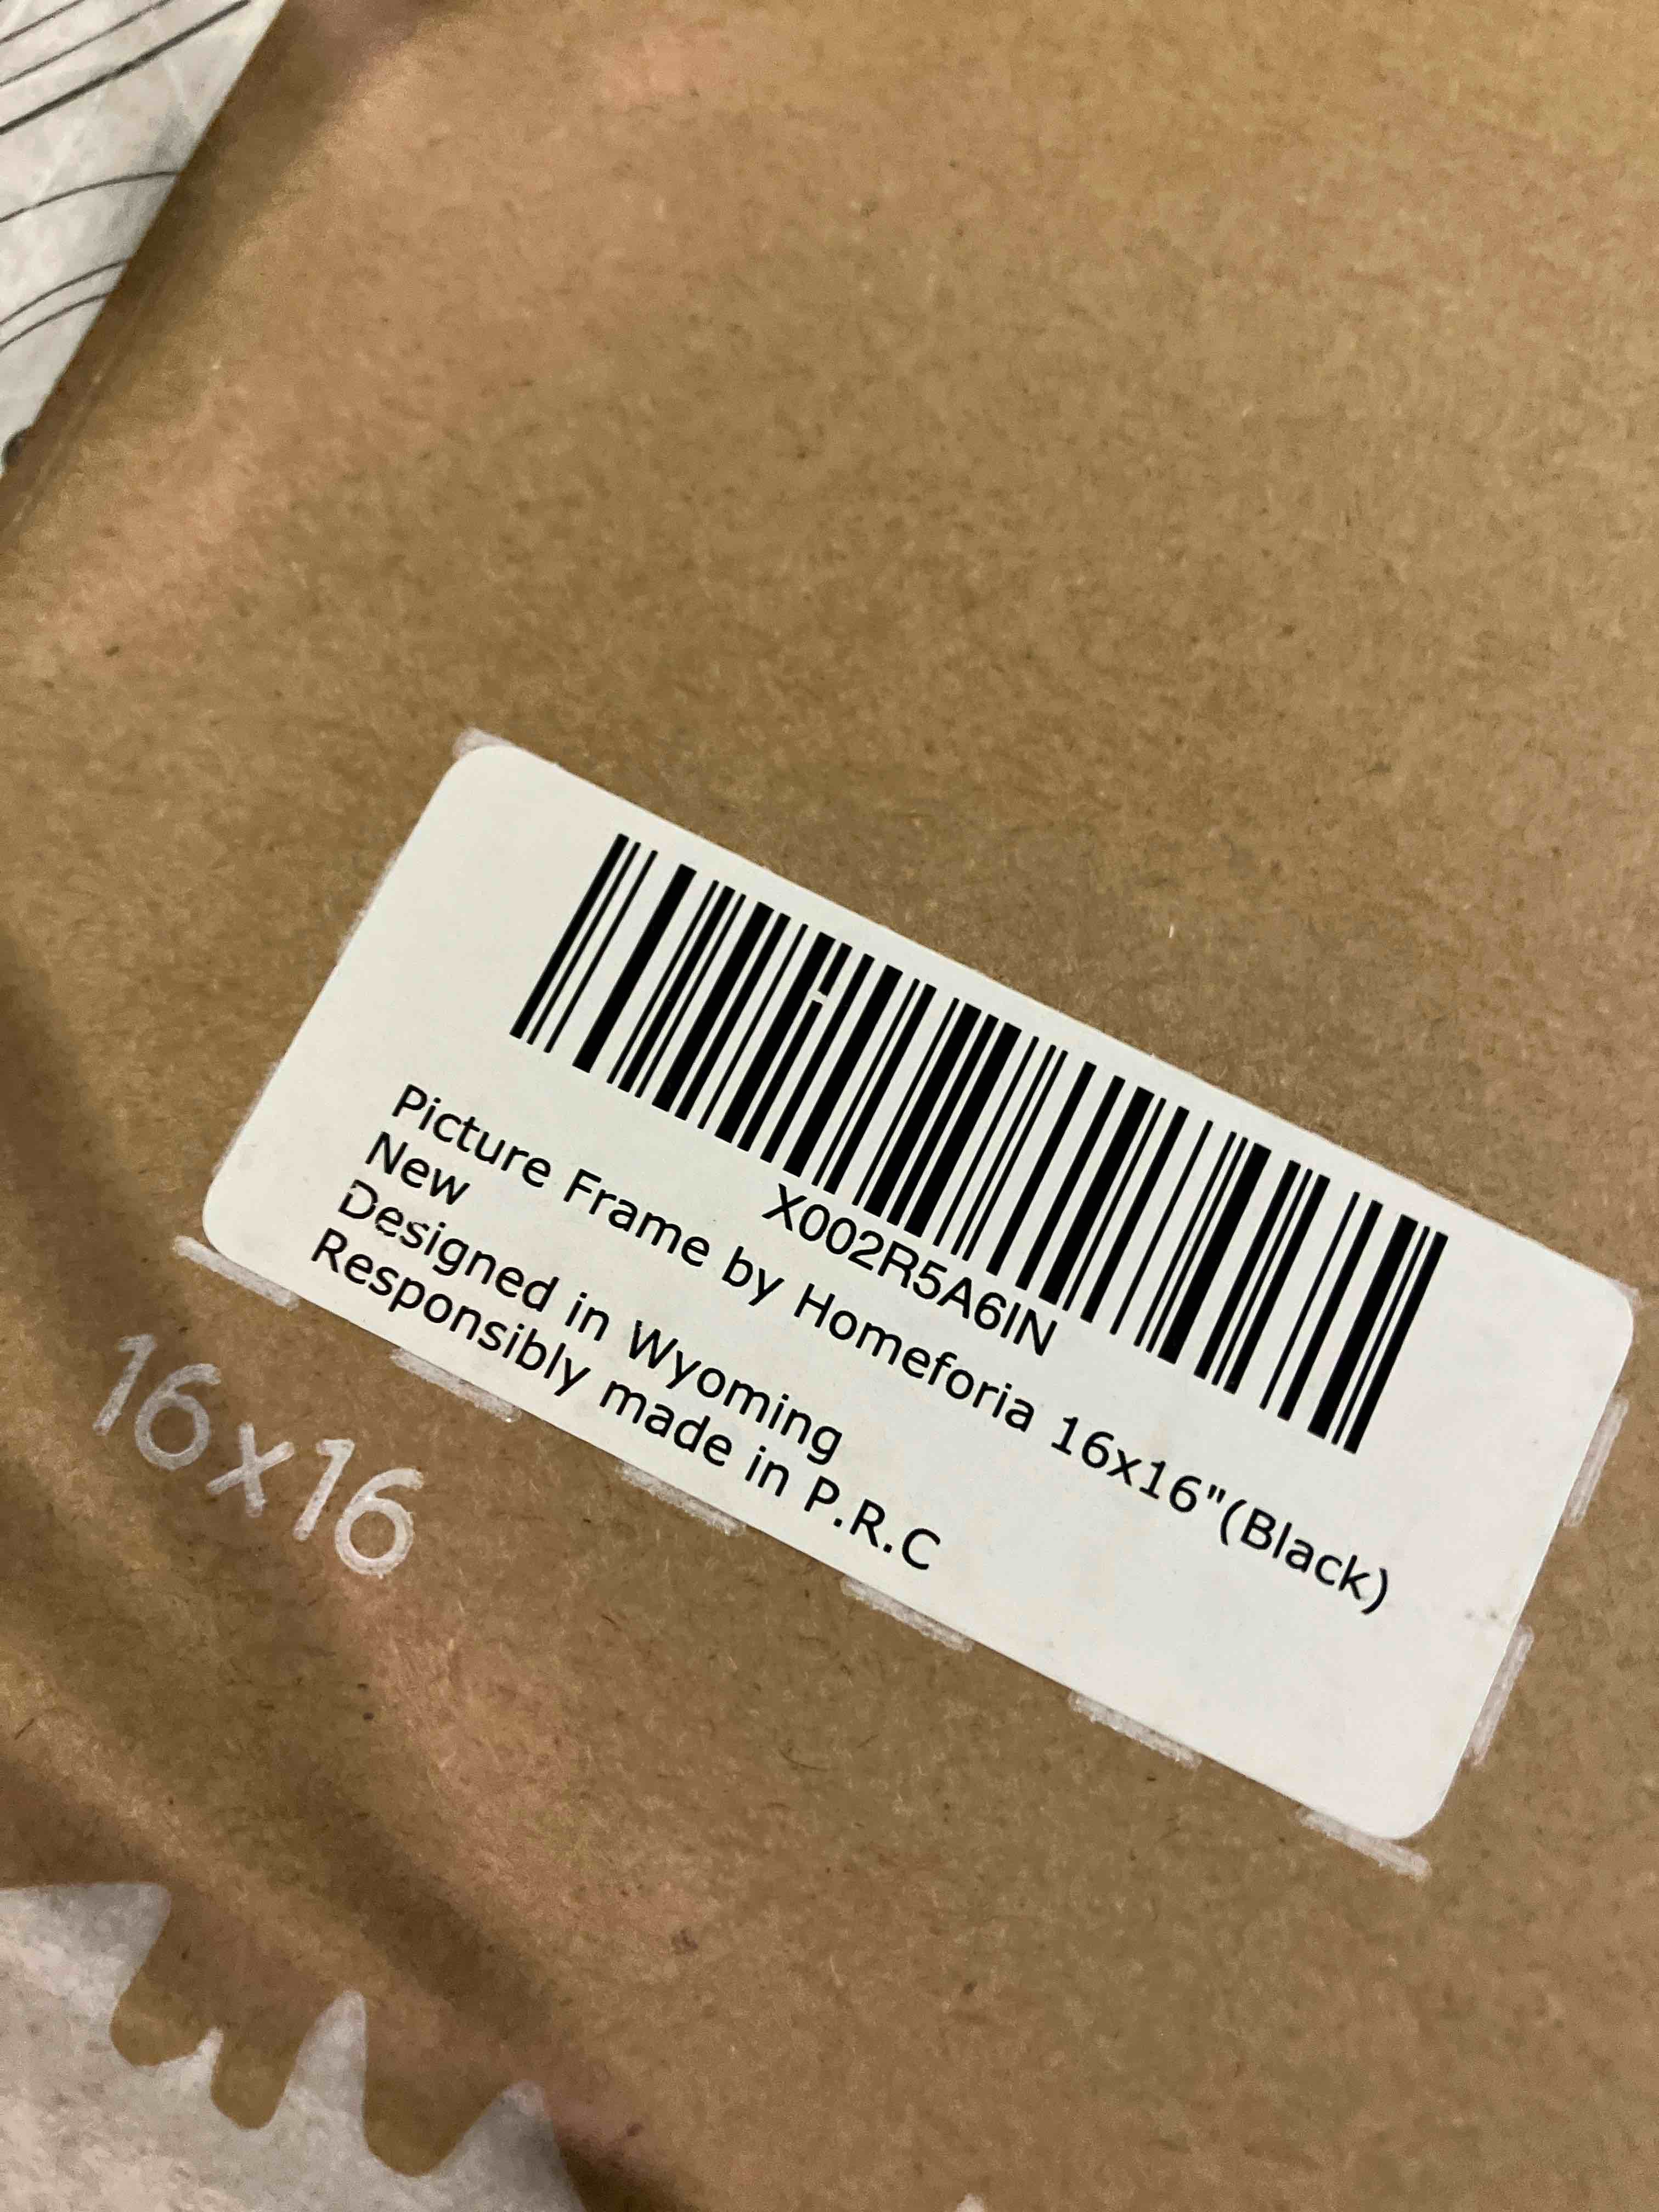 X002R5A6IN
Picture Frame by Homeforia 16x16"(Black)
New
Designed in Wyoming
Responsibly made in P.R.C
16x16